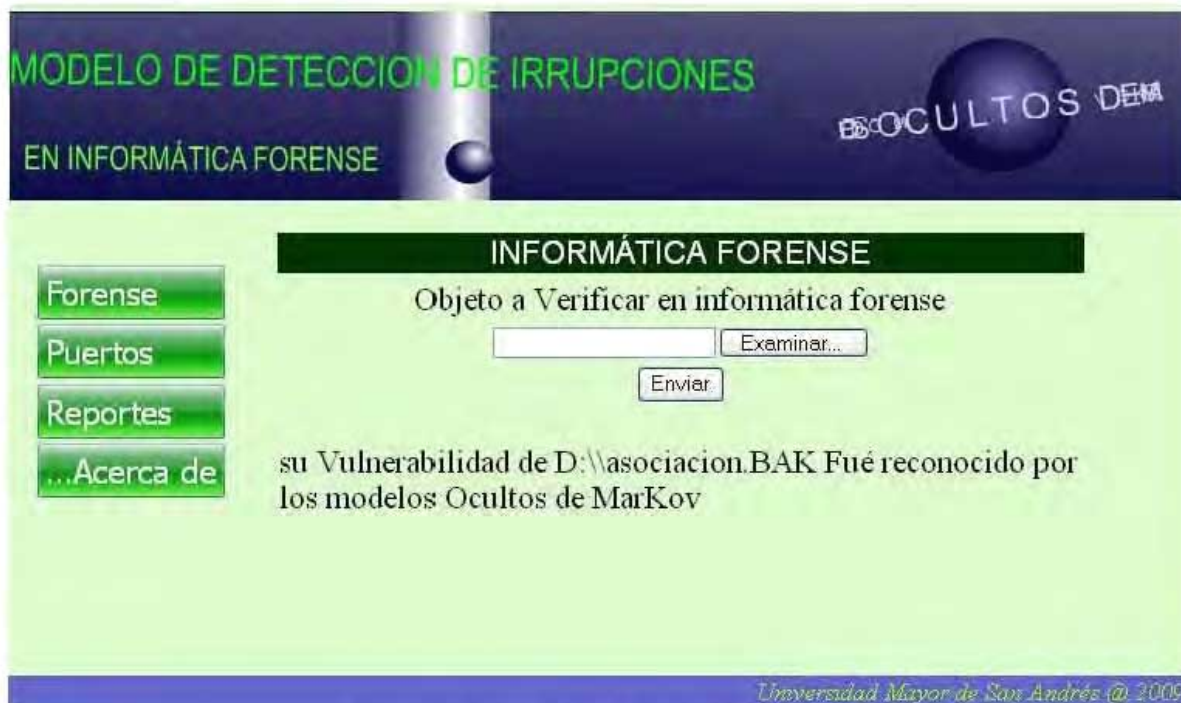 MODELO DE DETECCION DE IRRUPCIONES
EN INFORMÁTICA FORENSE
OCULTOS
INFORMÁTICA FORENSE
Objeto a Verificar en informática forense
Examinar...
Enviar
Forense
Puertos
Reportes
...Acerca de
su Vulnerabilidad de D:\\asociacion.BAK Fué reconocido por
los modelos Ocultos de MarKov
Universidad Mayor de San Andrés @ 2009